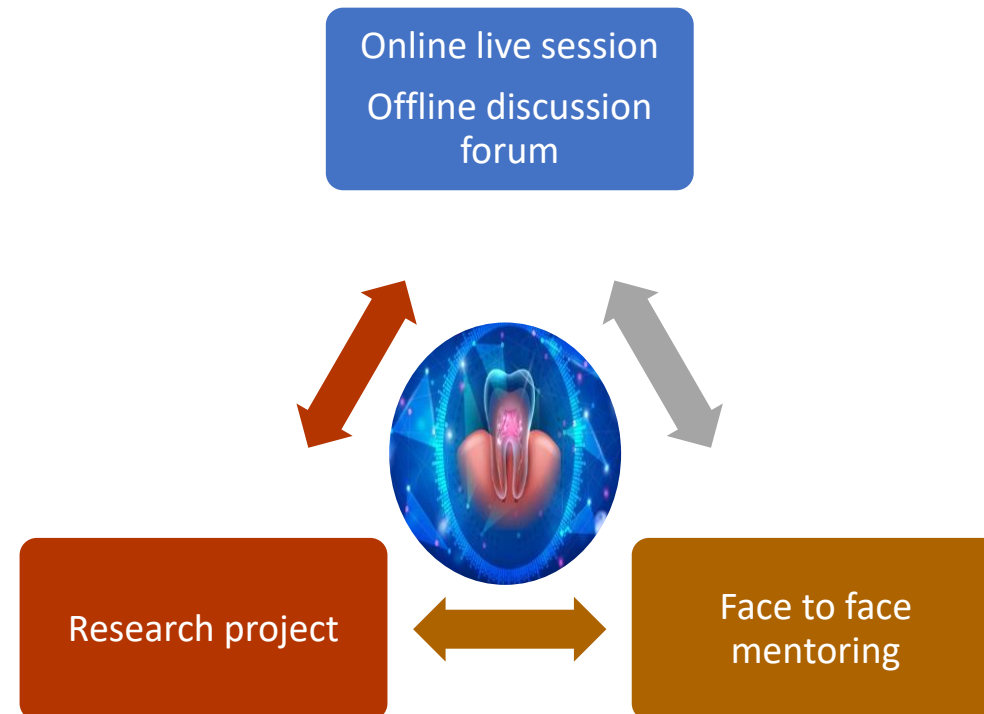 Online live session
Offline discussion
forum
Research project
Face to face
mentoring